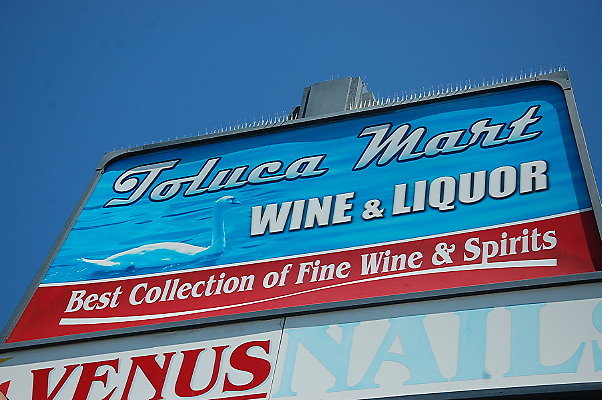 Toluca Mart
WINE & LIQUOR
Best Collection of Fine Wine & Spirits
VENUS NAILS